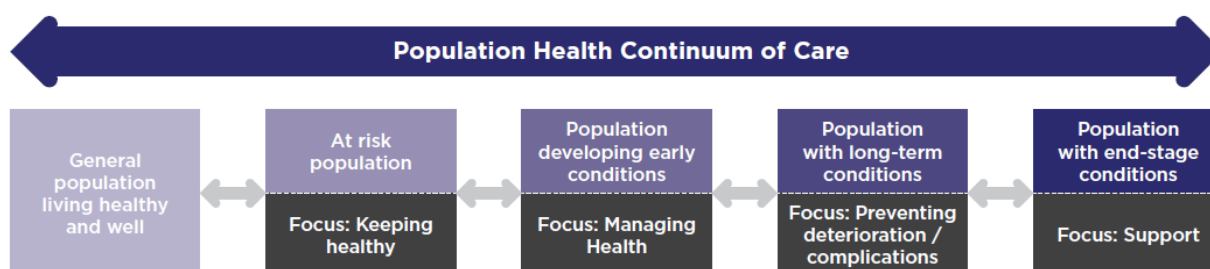 Population Health Continuum of Care
General
population
living healthy
and well
At risk
population
Focus: Keeping
healthy
Population
developing early
conditions
Focus: Managing
Health
Population
with long-term
conditions
Focus: Preventing
deterioration /
complications
Population
with end-stage
conditions
Focus: Support